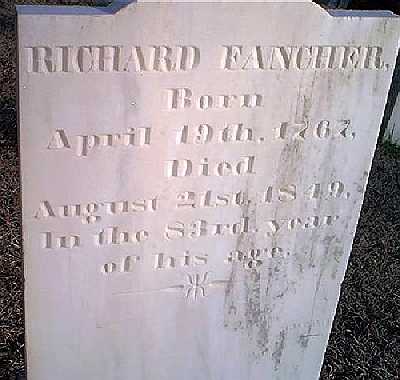 RICHARD FANCHER.
Born
April 19th, 1767,
Died
August 21st, 1849.
In the 83rd. year
of his age.